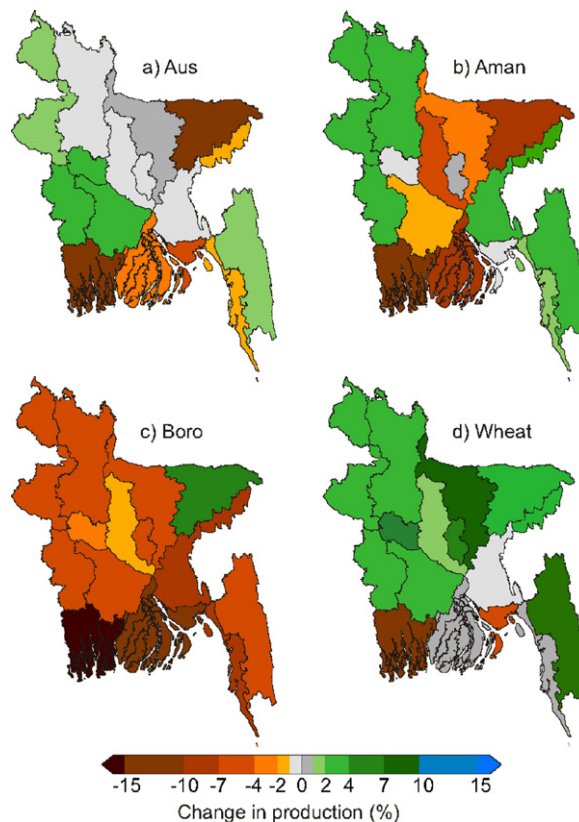 a) Aus
b) Aman
c) Boro
d) Wheat
-15 -10 -7 -4 -2 0 2 4 7 10 15
Change in production (%)